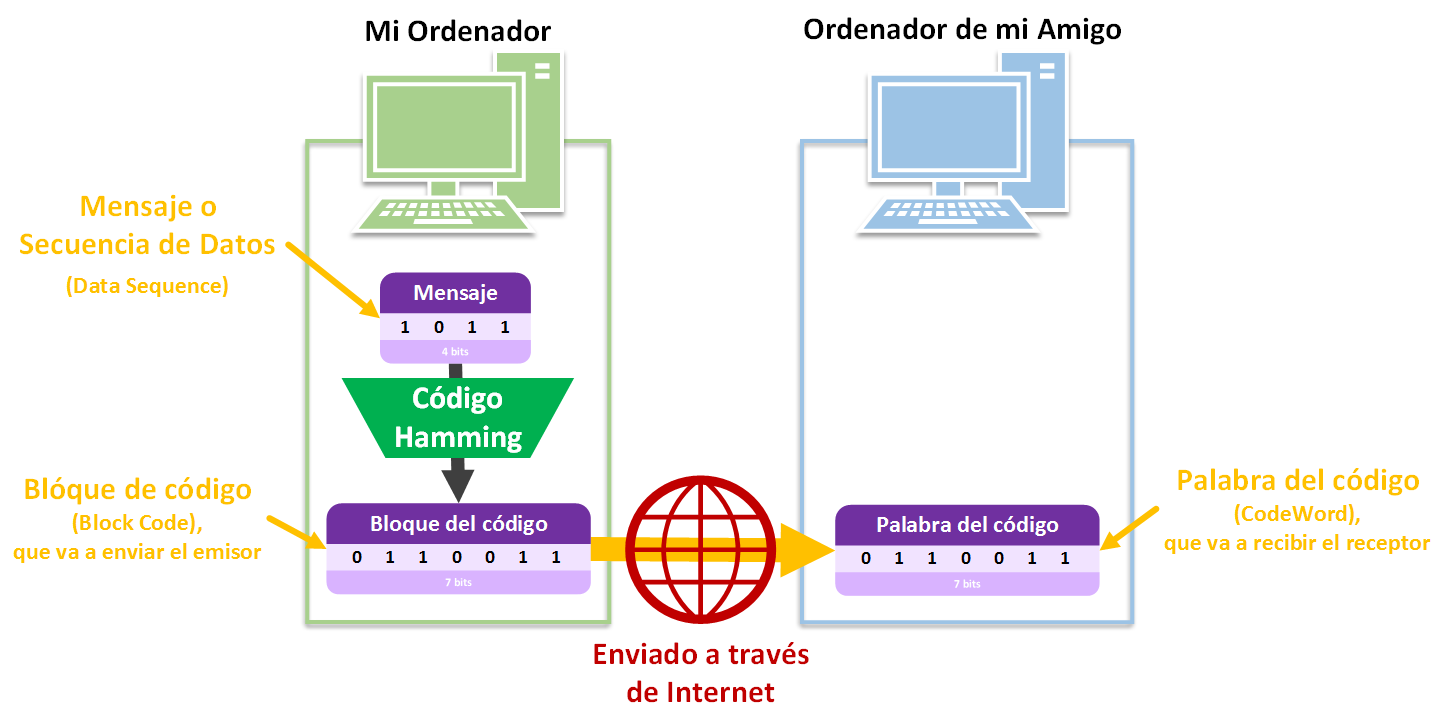 Mi Ordenador
Ordenador de mi Amigo
Mensaje o
Secuencia de Datos
(Data Sequence)
Mensaje
1 0 1 1
4 bits
Código
Hamming
Blóque de código
(Block Code),
que va a enviar el emisor
Bloque del código
0 1 1 0 0 1 1
7 bits
Palabra del código
0 1 1 0 0 1 1
7 bits
Palabra del código
(CodeWord),
que va a recibir el receptor
Enviado a través
de Internet